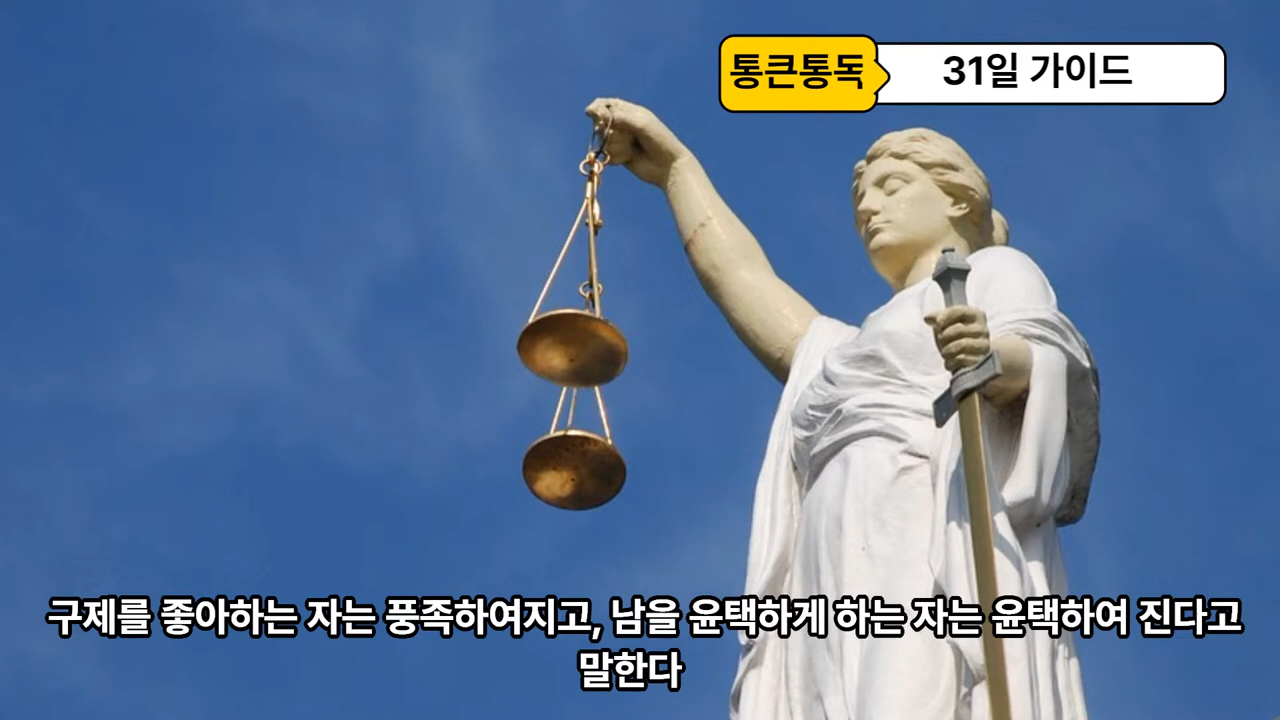 통큰통독 31일 가이드
구제를 좋아하는 자는 풍족하여지고, 남을 윤택하게 하는 자는 윤택하여 진다고
말한다